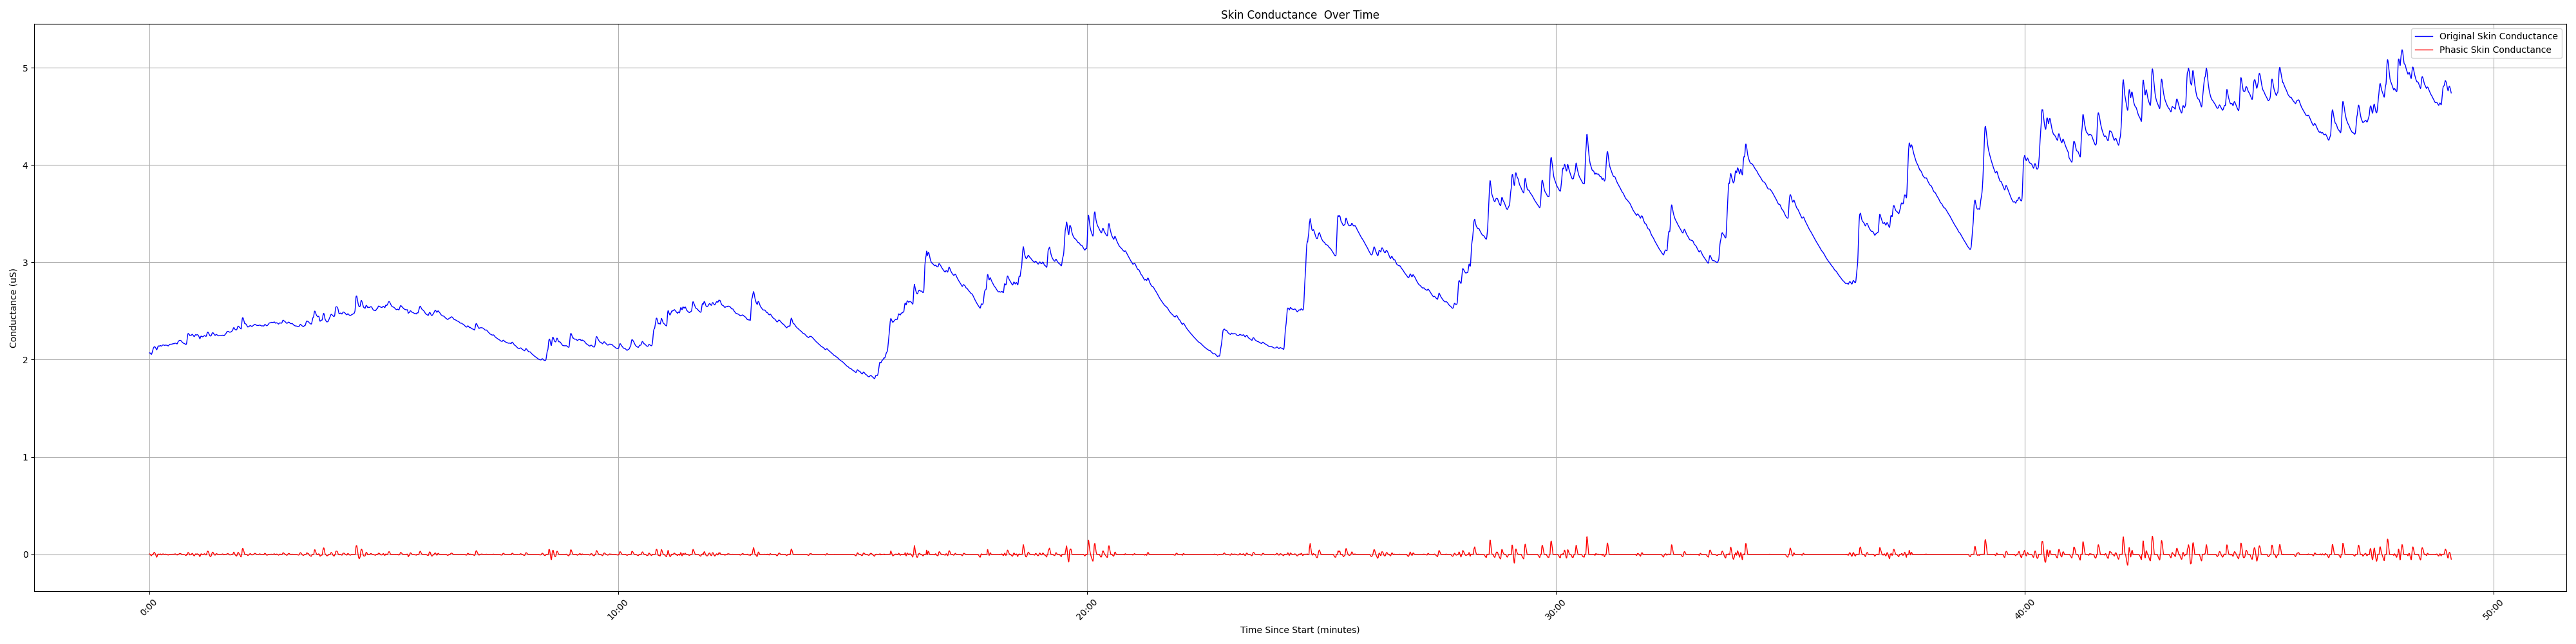 Skin Conductance  Over Time
Original Skin Conductance
Phasic Skin Conductance
Conductance (uS)
5
4
3
2
1
0
0:00
10:00
20:00
30:00
40:00
50:00
Time Since Start (minutes)